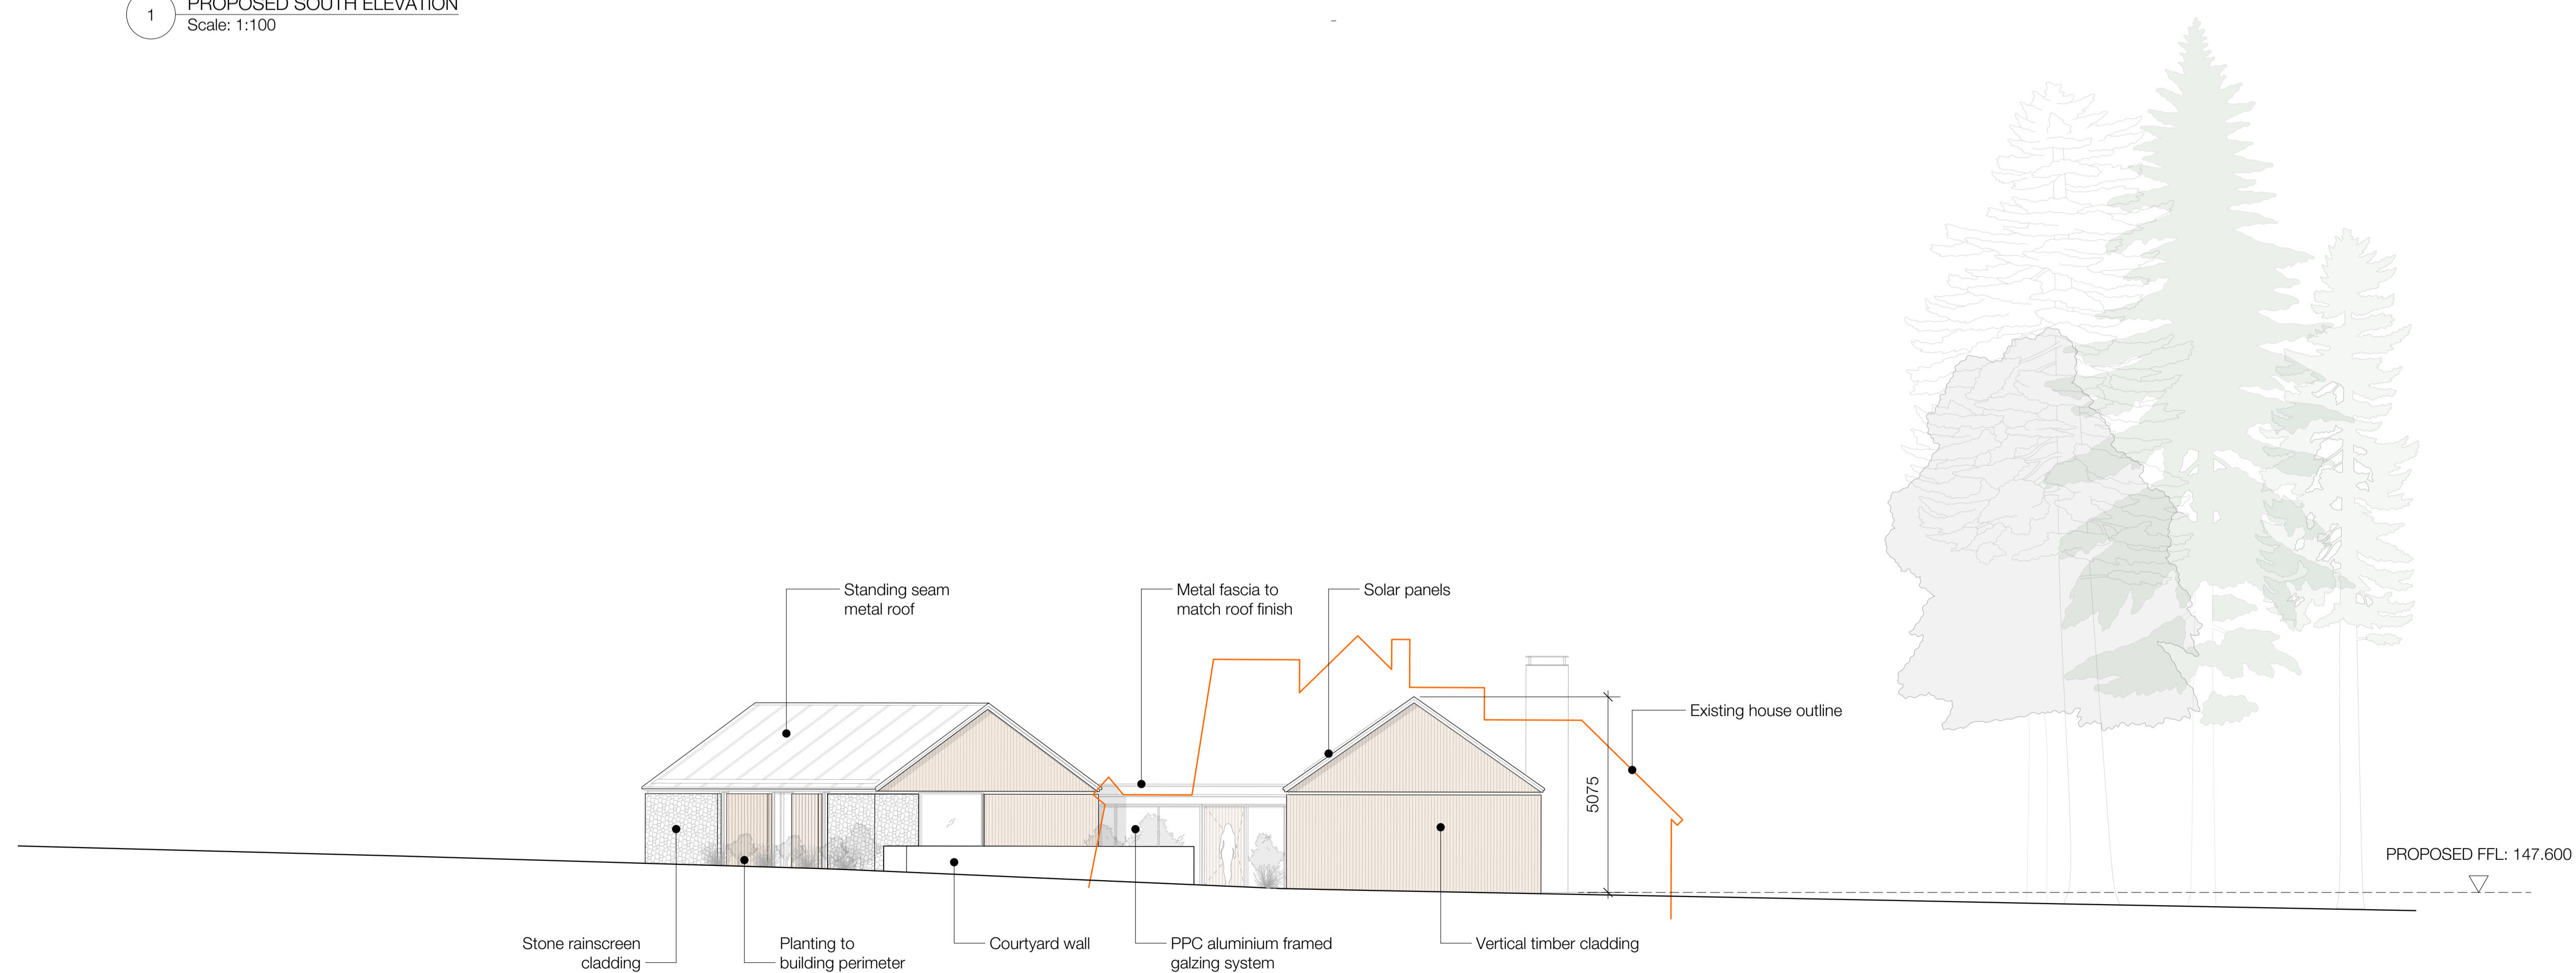 1
PROPOSED SOUTH ELEVATION
Scale: 1:100
Standing seam
metal roof
Metal fascia to
match roof finish
Solar panels
Existing house outline
5075
PROPOSED FFL: 147.600
Stone rainscreen
cladding
Planting to
building perimeter
Courtyard wall
PPC aluminium framed
galzing system
Vertical timber cladding